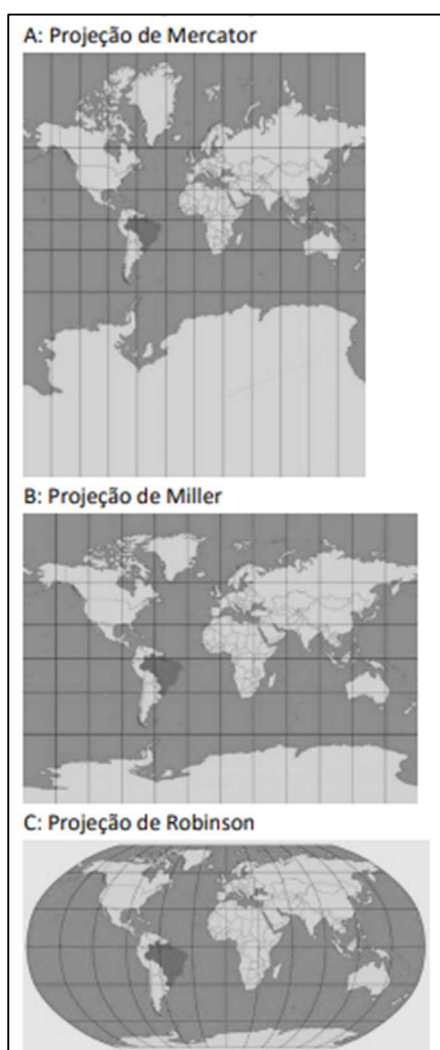 A: Projeção de Mercator
B: Projeção de Miller
C: Projeção de Robinson